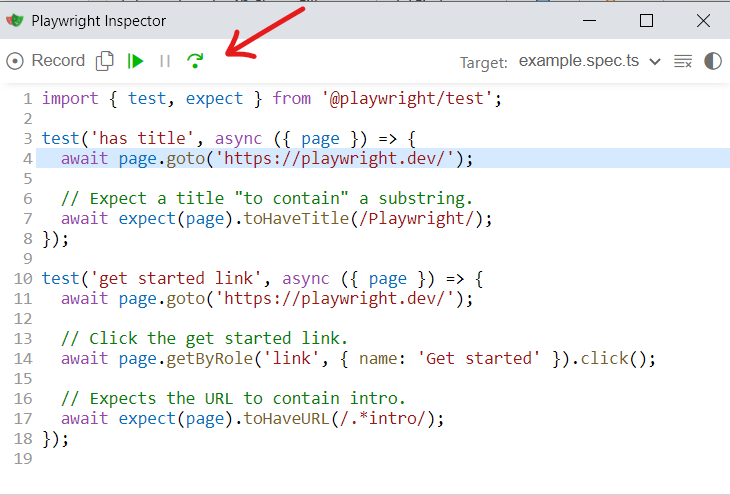 Playwright Inspector
Record Target: example.spec.ts
1 import { test, expect } from '@playwright/test';
2
3 test('has title', async ({ page }) => {
4   await page.goto('https://playwright.dev/');
5
6   // Expect a title "to contain" a substring.
7   await expect(page).toHaveTitle(/Playwright/);
8 });
9
10 test('get started link', async ({ page }) => {
11   await page.goto('https://playwright.dev/');
12
13   // Click the get started link.
14   await page.getByRole('link', { name: 'Get started' }).click();
15
16   // Expects the URL to contain intro.
17   await expect(page).toHaveURL(/.*intro/);
18 });
19